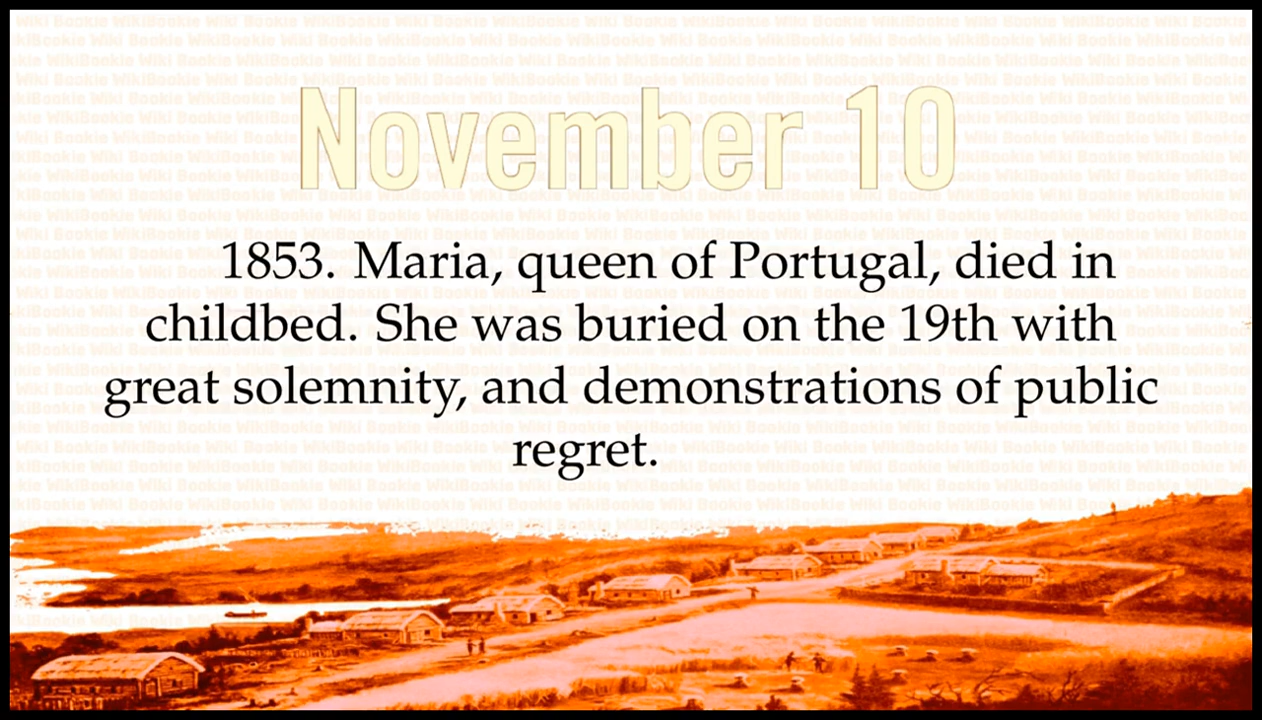 November 10
1853. Maria, queen of Portugal, died in
childbed. She was buried on the 19th with
great solemnity, and demonstrations of public
regret.